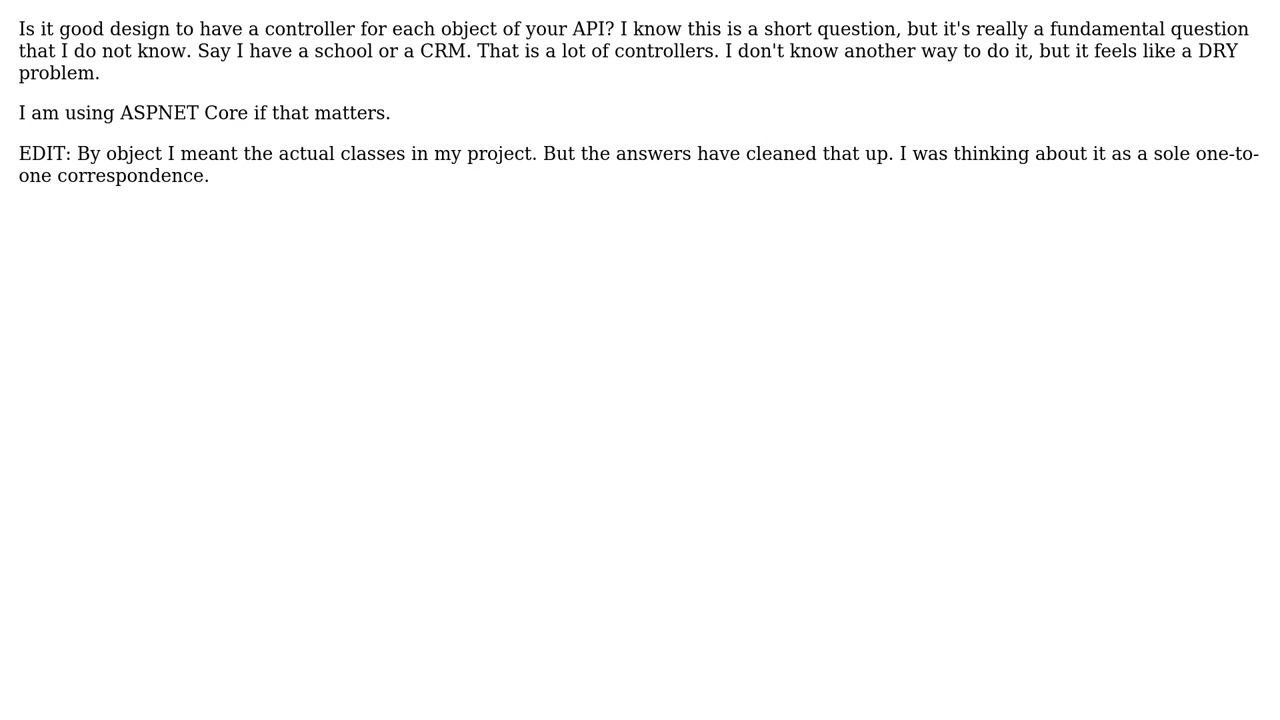 Is it good design to have a controller for each object of your API? I know this is a short question, but it's really a fundamental question
that I do not know. Say I have a school or a CRM. That is a lot of controllers. I don't know another way to do it, but it feels like a DRY
problem.
I am using ASPNET Core if that matters.
EDIT: By object I meant the actual classes in my project. But the answers have cleaned that up. I was thinking about it as a sole one-to-
one correspondence.